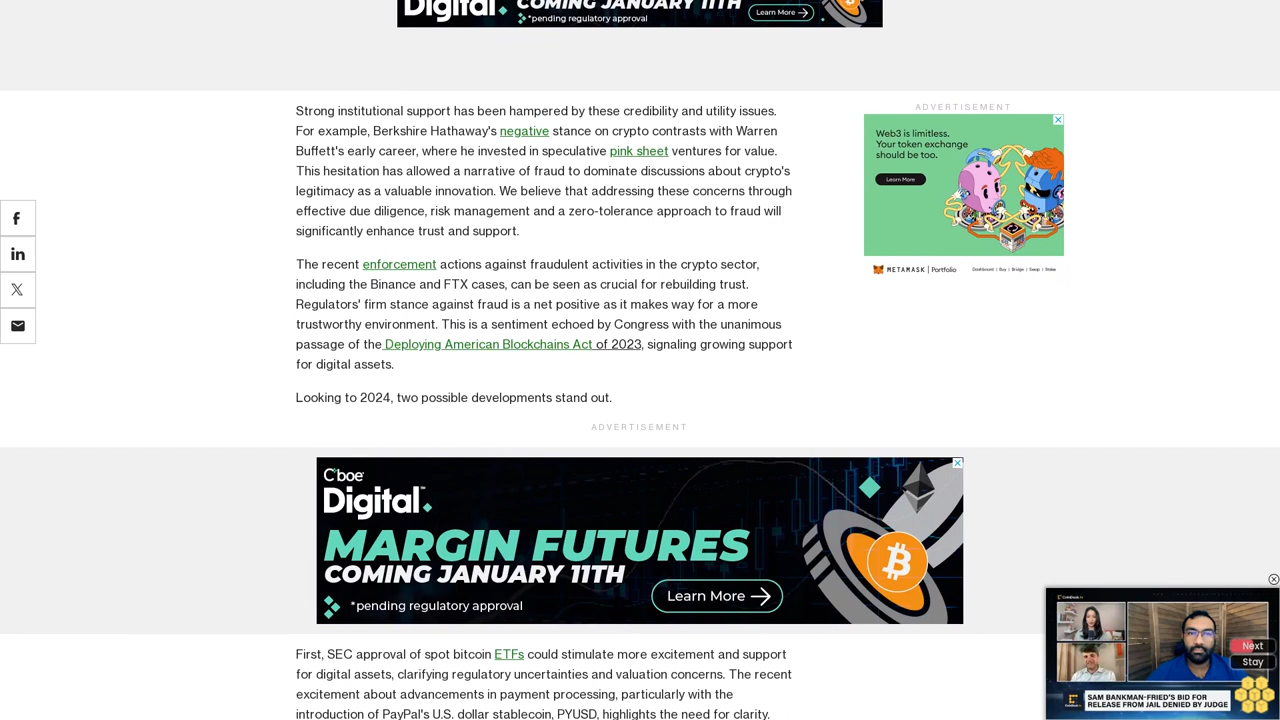 Digital.
COMING JANUARY 11TH
*pending regulatory approval
Learn More
Strong institutional support has been hampered by these credibility and utility issues.
For example, Berkshire Hathaway's negative stance on crypto contrasts with Warren
Buffett's early career, where he invested in speculative pink sheet ventures for value.
This hesitation has allowed a narrative of fraud to dominate discussions about crypto's
legitimacy as a valuable innovation. We believe that addressing these concerns through
effective due diligence, risk management and a zero-tolerance approach to fraud will
significantly enhance trust and support.
The recent enforcement actions against fraudulent activities in the crypto sector,
including the Binance and FTX cases, can be seen as crucial for rebuilding trust.
Regulators' firm stance against fraud is a net positive as it makes way for a more
trustworthy environment. This is a sentiment echoed by Congress with the unanimous
passage of the Deploying American Blockchains Act of 2023, signaling growing support
for digital assets.
Looking to 2024, two possible developments stand out.
ADVERTISEMENT
Web3 is limitless.
Your token exchange
should be too.
Learn More
METAMASK | Portfolio
Dashboard | Buy | Bridge | Swap | Stake
ADVERTISEMENT
Cboe
Digital.™
MARGIN FUTURES
COMING JANUARY 11TH
*pending regulatory approval
Learn More
First, SEC approval of spot bitcoin ETFs could stimulate more excitement and support
for digital assets, clarifying regulatory uncertainties and valuation concerns. The recent
excitement about advancements in payment processing, particularly with the
introduction of PayPal's U.S. dollar stablecoin, PYUSD, highlights the need for clarity.
Next
Stay
SAM BANKMAN-FRIED'S BID FOR
RELEASE FROM JAIL DENIED BY JUDGE